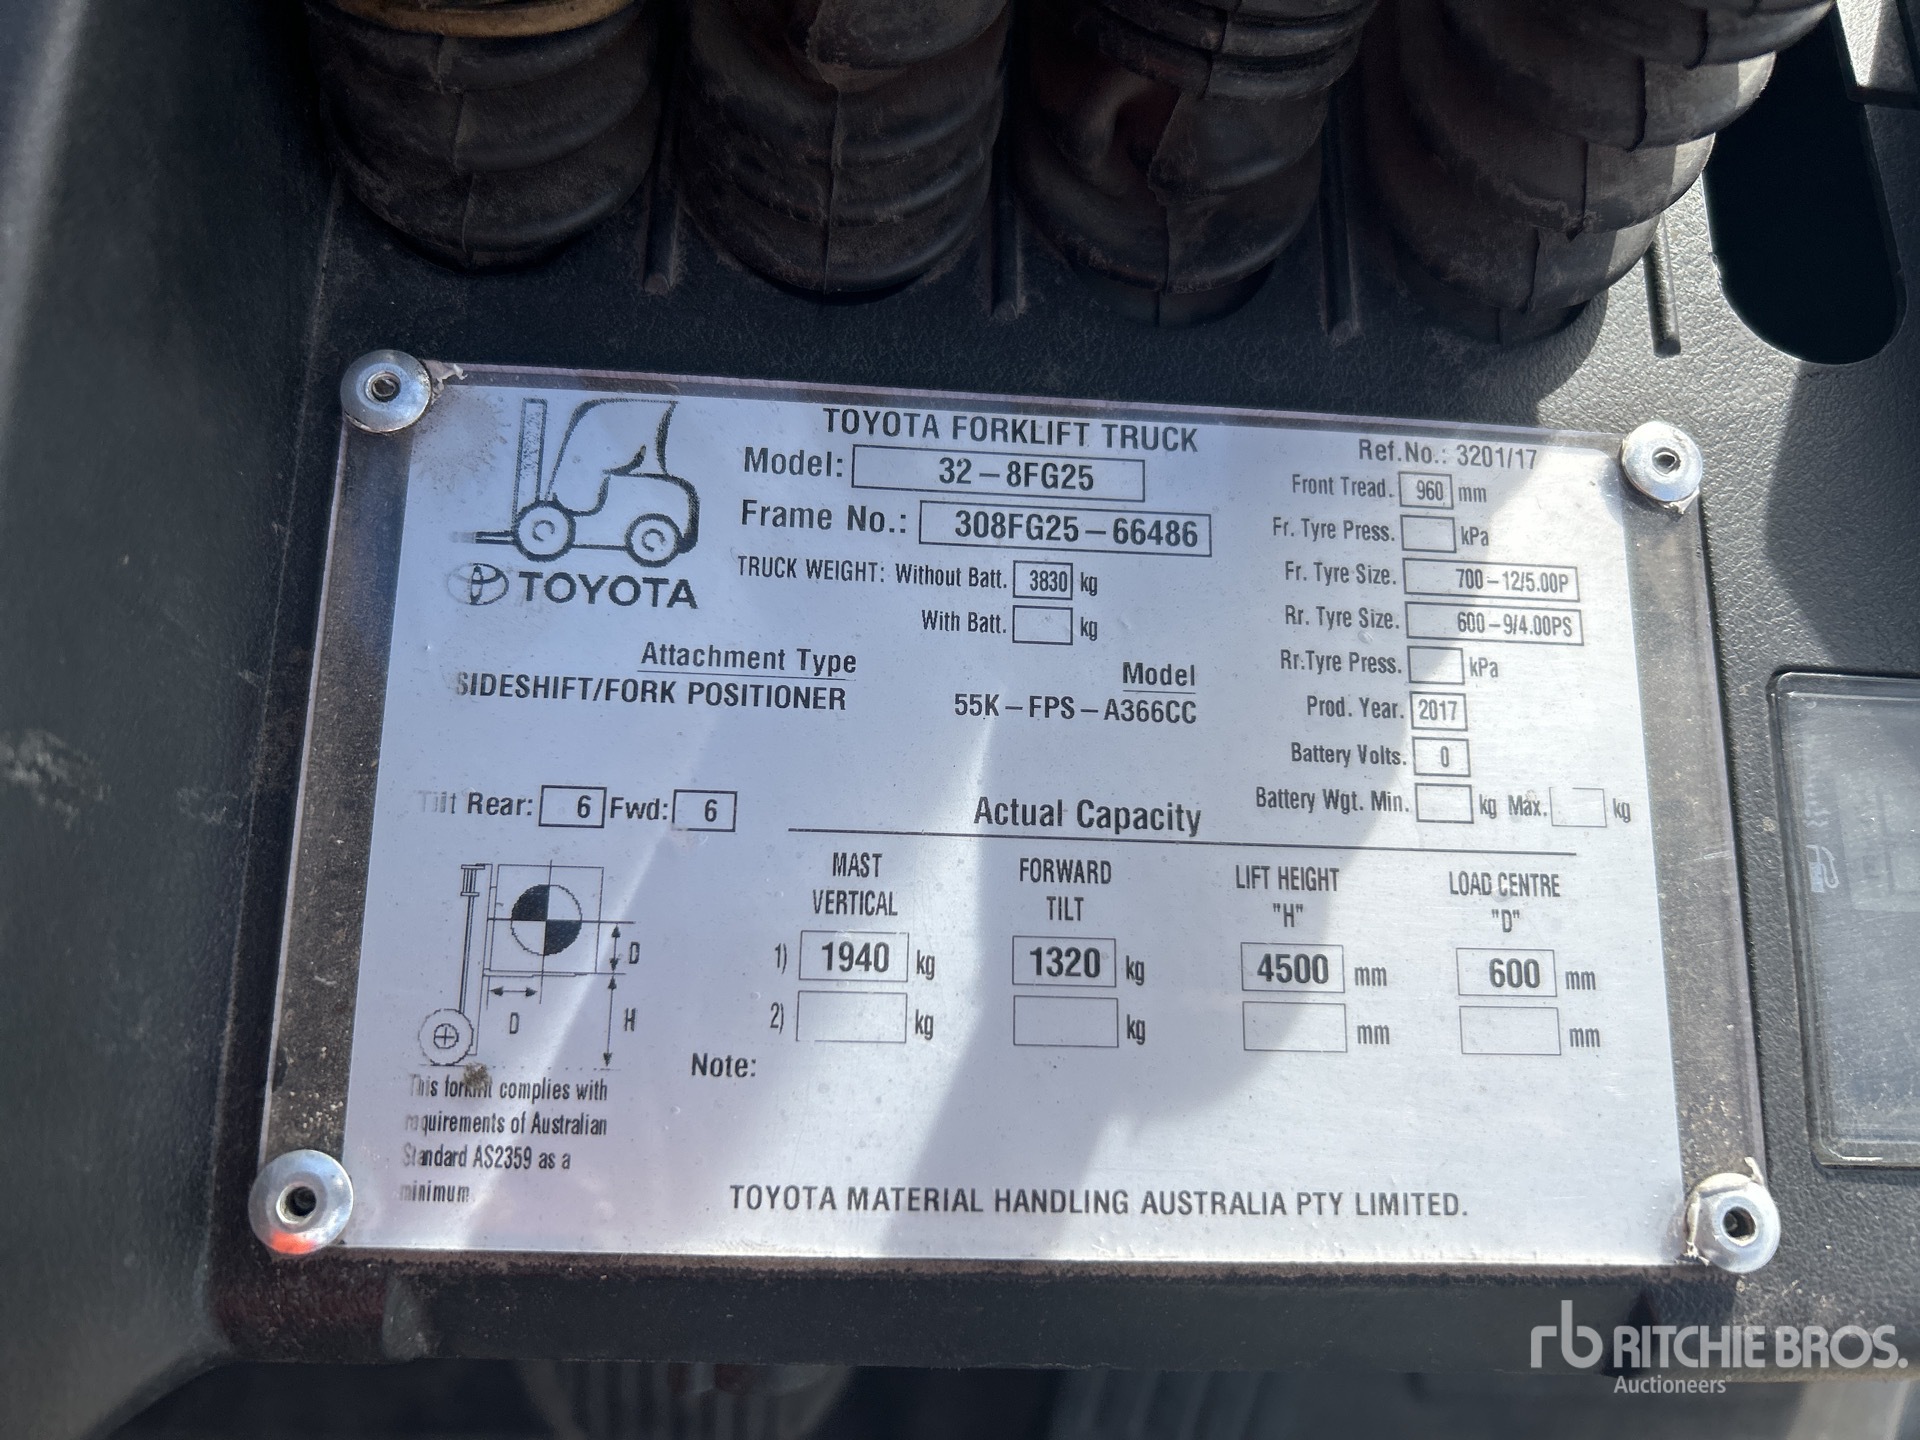 TOYOTA FORKLIFT TRUCK
Model: 32-8FG25
Frame No.: 308FG25-66486
TRUCK WEIGHT: Without Batt. 3830 kg
With Batt. kg
TOYOTA
Attachment Type Model
SIDESHIFT/FORK POSITIONER 55K-FPS-A366CC
Ref.No.: 3201/17
Front Tread. 960 mm
Fr. Tyre Press. kPa
Fr. Tyre Size. 700-12/5.00P
Rr. Tyre Size. 600-9/4.00PS
Rr.Tyre Press. kPa
Prod. Year. 2017
Battery Volts. 0
Battery Wgt. Min. kg Max. kg
Tilt Rear: 6 Fwd: 6
Actual Capacity
MAST VERTICAL FORWARD TILT LIFT HEIGHT "H" LOAD CENTRE "D"
1) 1940 kg 1320 kg 4500 mm 600 mm
2) kg kg mm mm
D
D
H
Note:
This forklift complies with
requirements of Australian
Standard AS2359 as a
minimum
TOYOTA MATERIAL HANDLING AUSTRALIA PTY LIMITED.
rb RITCHIE BROS.
Auctioneers